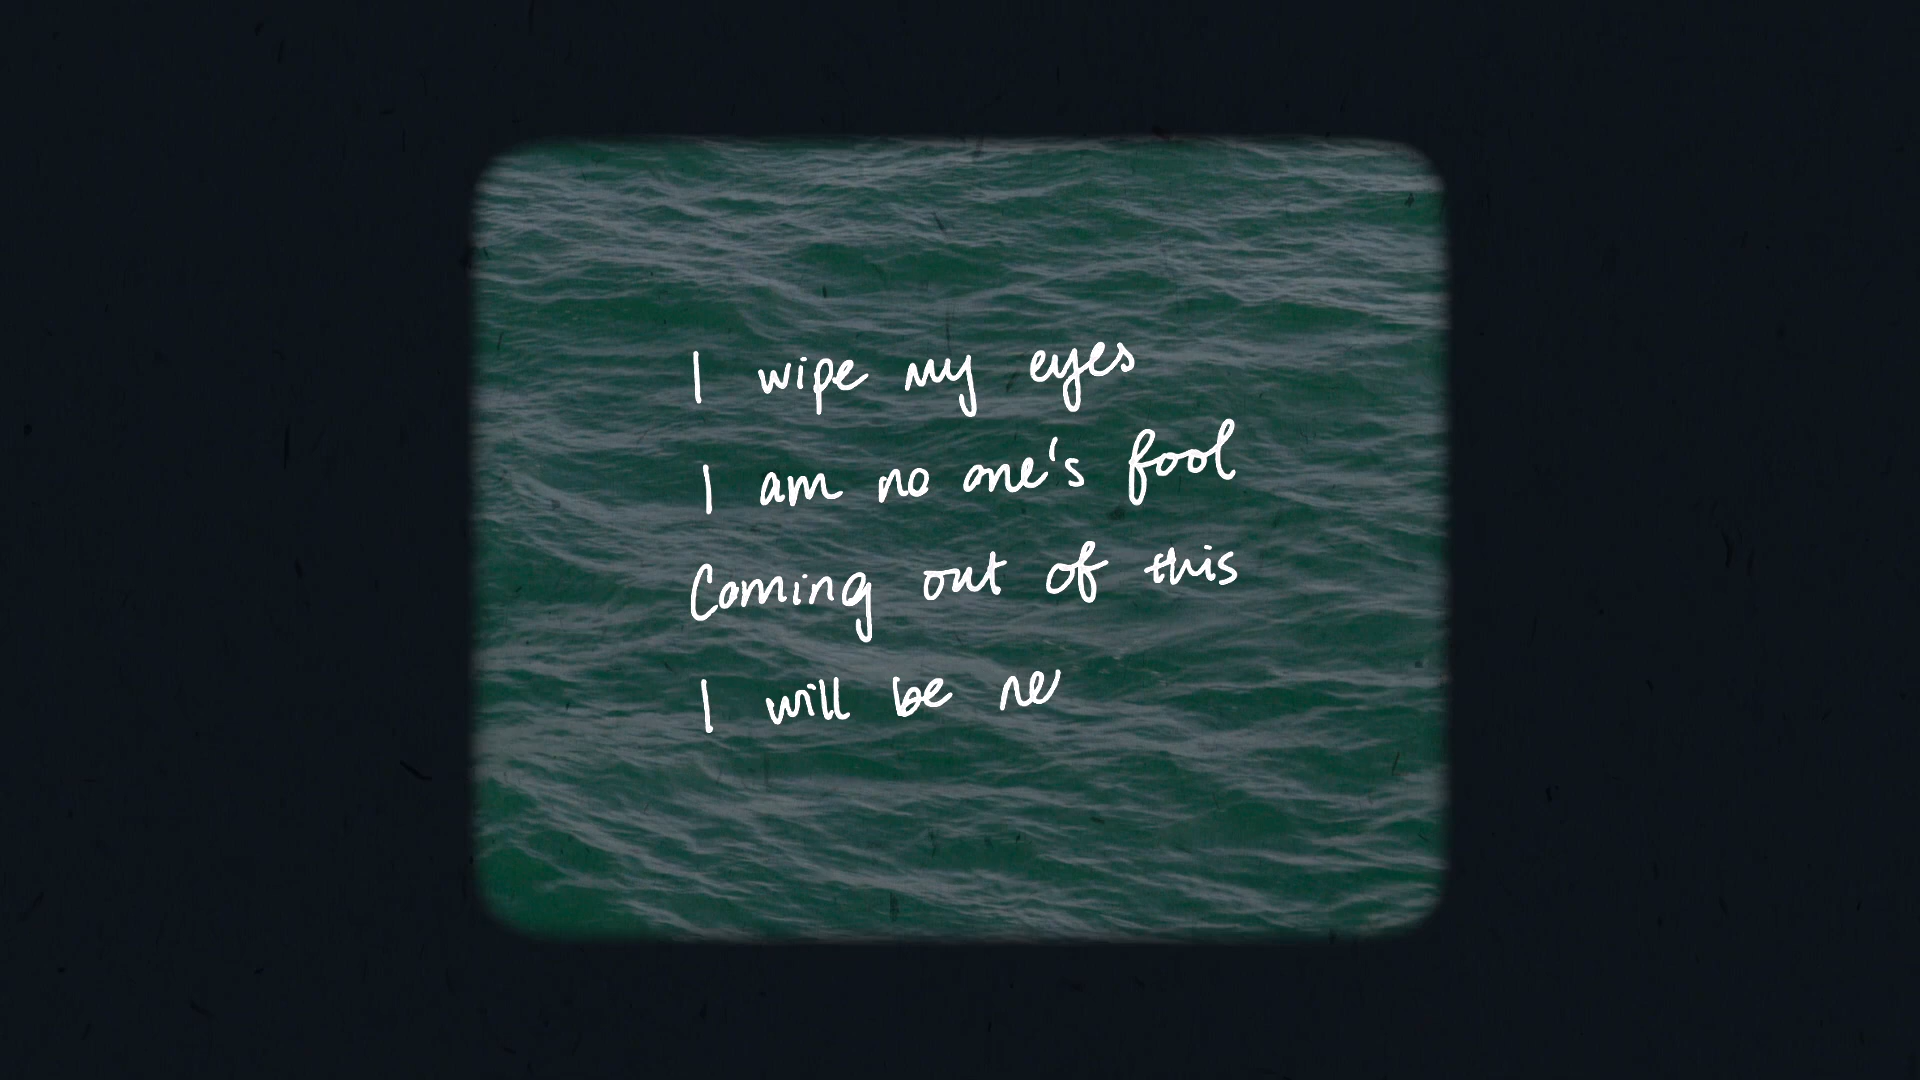 I wipe my eyes
I am no one's fool
Coming out of this
I will be ne